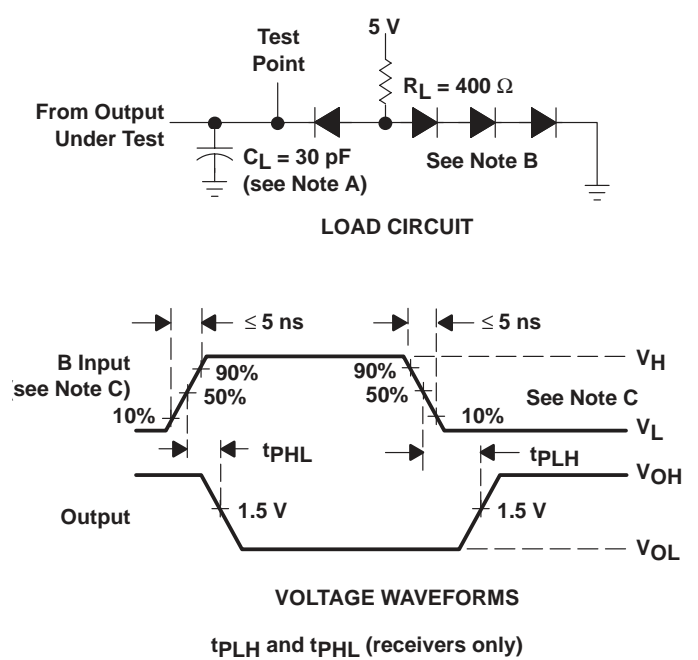 5 V
Test
Point
R_L = 400 Ω
From Output
Under Test
C_L = 30 pF
(see Note A)
See Note B
LOAD CIRCUIT
≤ 5 ns
≤ 5 ns
B Input
(see Note C)
90%
50%
10%
90%
50%
10%
V_H
See Note C
V_L
t_PHL
t_PLH
V_OH
Output
1.5 V
1.5 V
V_OL
VOLTAGE WAVEFORMS
t_PLH and t_PHL (receivers only)